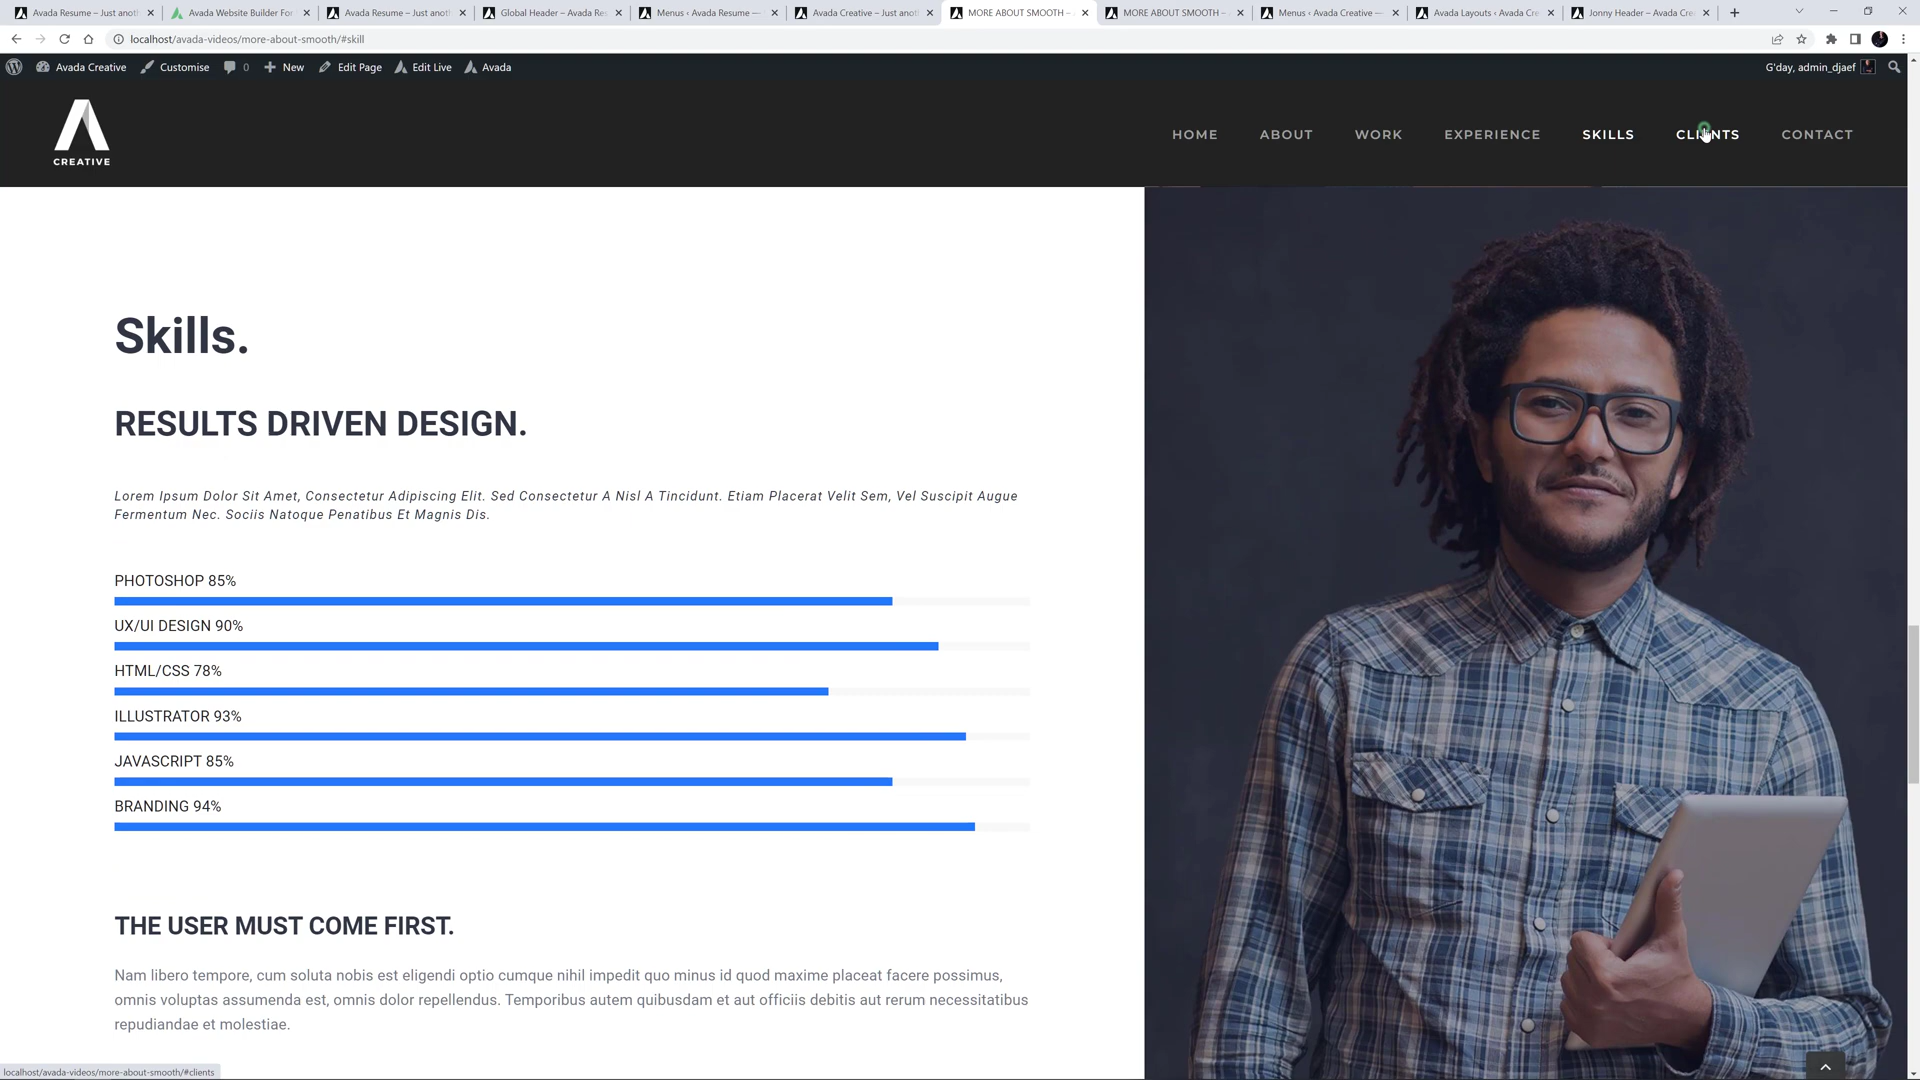 Avada Resume – Just anot
Avada Website Builder For
Avada Resume – Just anot
Global Header – Avada Res
Menus ‹ Avada Resume —
Avada Creative – Just anot
MORE ABOUT SMOOTH –
MORE ABOUT SMOOTH –
Menus ‹ Avada Creative —
Avada Layouts ‹ Avada Cre
Jonny Header – Avada Cre
localhost/avada-videos/more-about-smooth/#skill
Avada Creative
Customise
0
New
Edit Page
Edit Live
Avada
G'day, admin_djaef
CREATIVE
HOME
ABOUT
WORK
EXPERIENCE
SKILLS
CLIENTS
CONTACT
Skills.
RESULTS DRIVEN DESIGN.
Lorem Ipsum Dolor Sit Amet, Consectetur Adipiscing Elit. Sed Consectetur A Nisl A Tincidunt. Etiam Placerat Velit Sem, Vel Suscipit Augue
Fermentum Nec. Sociis Natoque Penatibus Et Magnis Dis.
PHOTOSHOP 85%
UX/UI DESIGN 90%
HTML/CSS 78%
ILLUSTRATOR 93%
JAVASCRIPT 85%
BRANDING 94%
THE USER MUST COME FIRST.
Nam libero tempore, cum soluta nobis est eligendi optio cumque nihil impedit quo minus id quod maxime placeat facere possimus,
omnis voluptas assumenda est, omnis dolor repellendus. Temporibus autem quibusdam et aut officiis debitis aut rerum necessitatibus
repudiandae et molestiae.
localhost/avada-videos/more-about-smooth/#clients